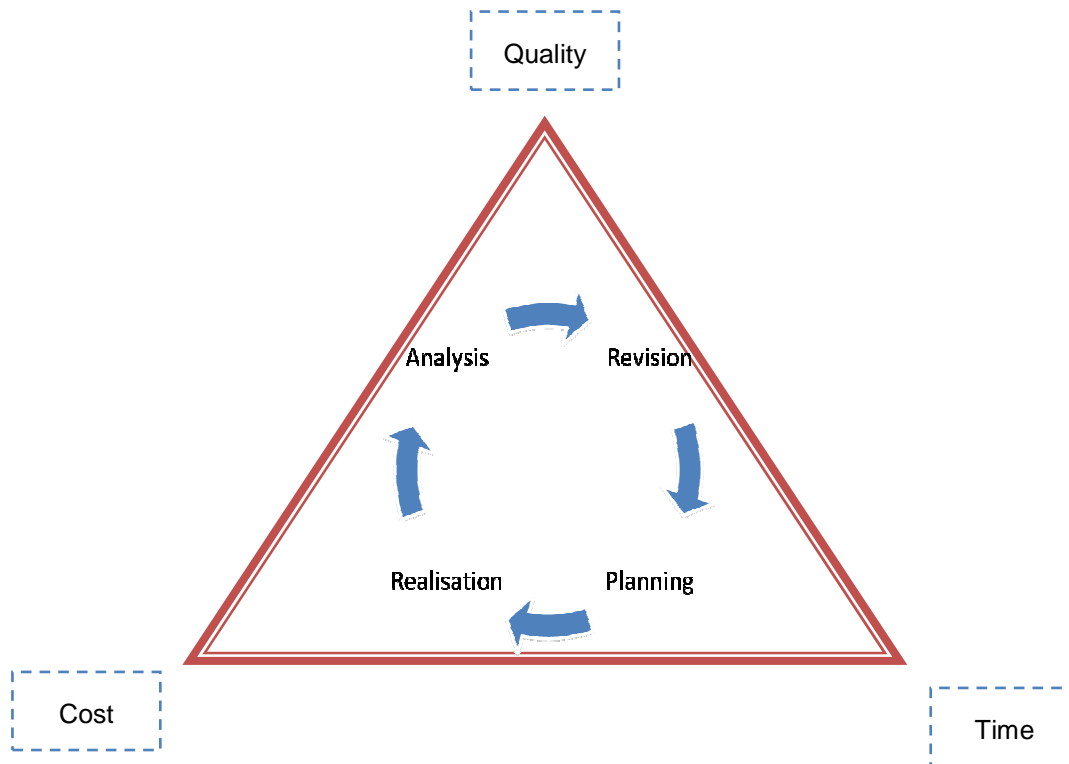 Quality
Analysis
Revision
Realisation
Planning
Cost
Time